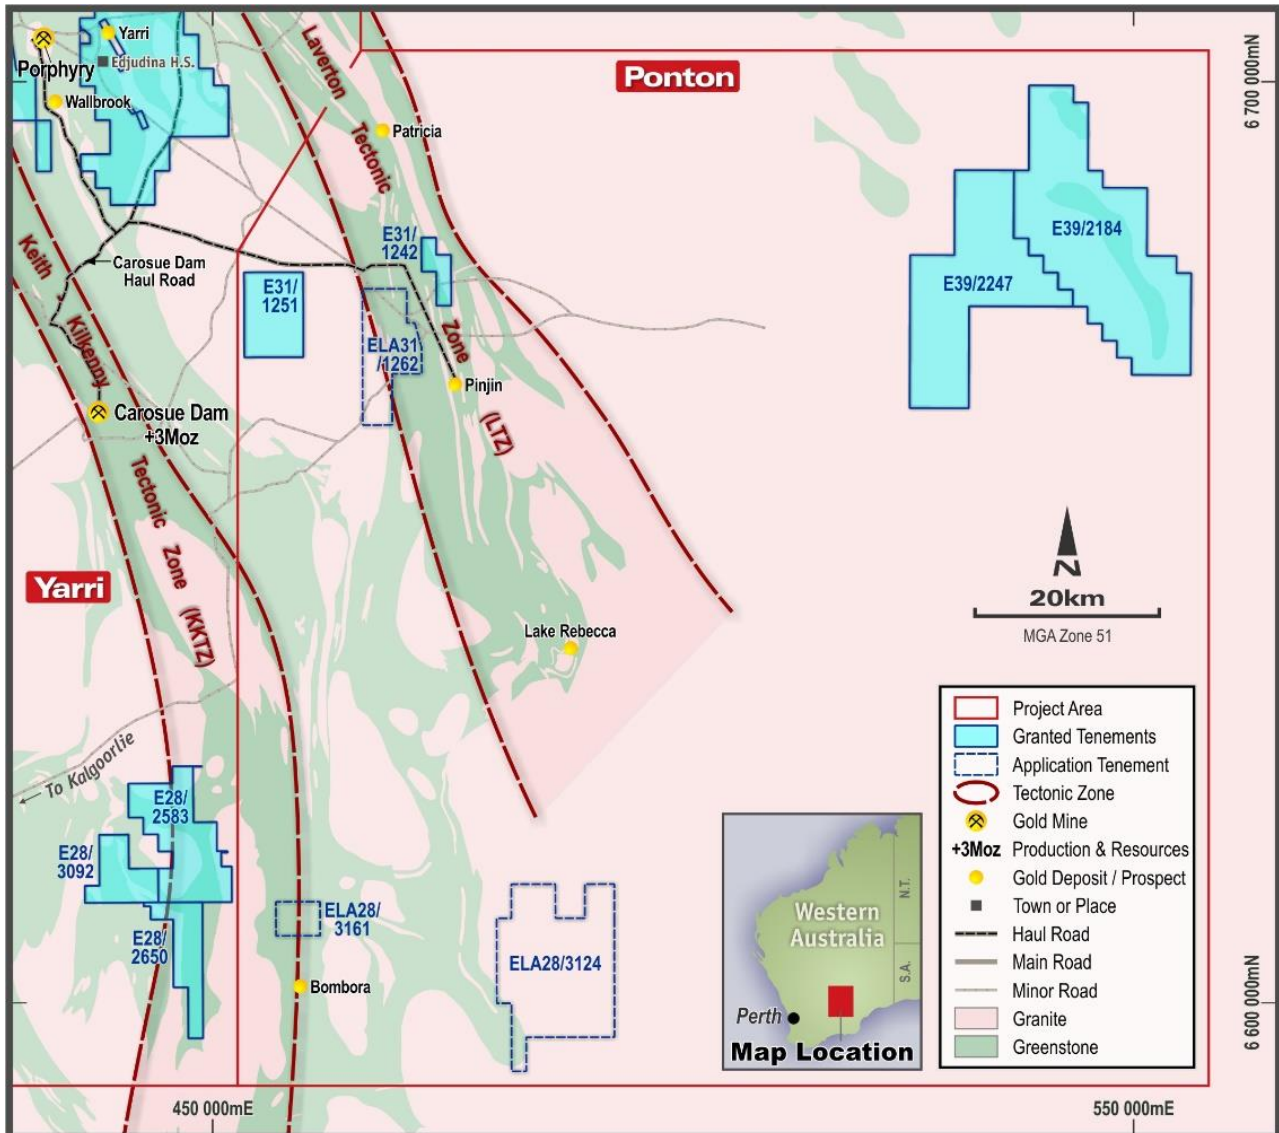 Yarri
Edjudina H.S.
Porphyry
Wallbrook
Laverton
Tectonic
Zone
(LTZ)
Ponton
Patricia
6 700 000mN
E39/2184
E39/2247
E31/
1242
Carosue Dam
Haul Road
E31/
1251
ELA31
/1262
Pinjin
Keith -
Kilkenny
Tectonic
Zone
(KKTZ)
Carosue Dam
+3Moz
Yarri
Lake Rebecca
N
20km
MGA Zone 51
To Kalgoorlie
E28/
2583
E28/
3092
E28/
2650
ELA28/
3161
Bombora
ELA28/3124
Western
Australia
N.T.
S.A.
Perth
Map Location
Project Area
Granted Tenements
Application Tenement
Tectonic Zone
Gold Mine
+3Moz Production & Resources
Gold Deposit / Prospect
Town or Place
Haul Road
Main Road
Minor Road
Granite
Greenstone
6 600 000mN
450 000mE
550 000mE